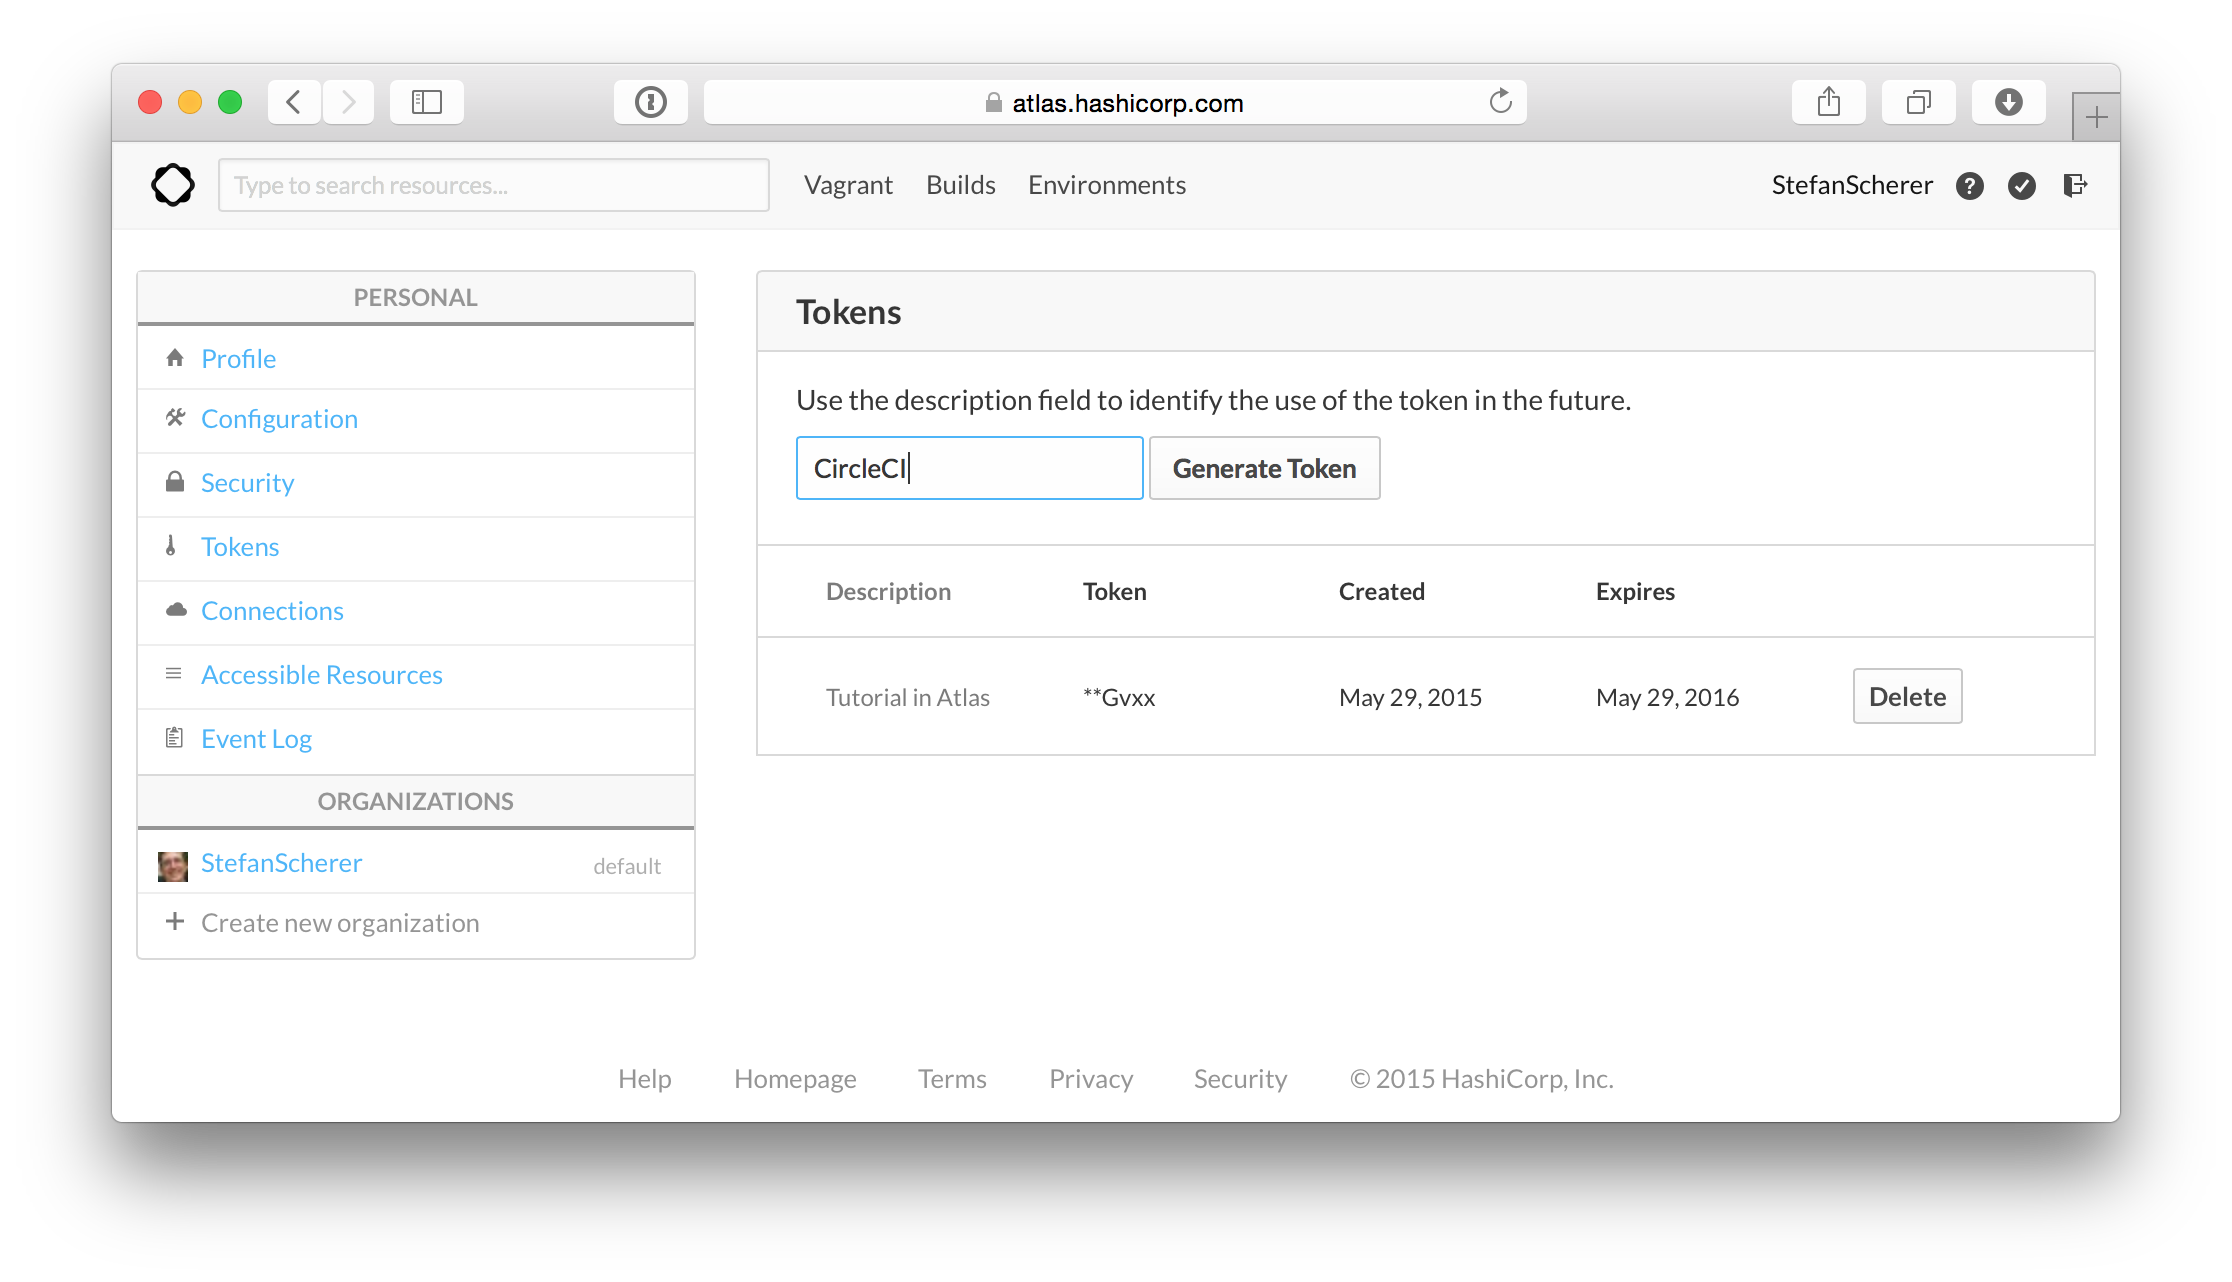 atlas.hashicorp.com
Type to search resources...
Vagrant Builds Environments
StefanScherer
PERSONAL
Profile
Configuration
Security
Tokens
Connections
Accessible Resources
Event Log
ORGANIZATIONS
StefanScherer default
Create new organization
Tokens
Use the description field to identify the use of the token in the future.
CircleCI Generate Token
Description Token Created Expires
Tutorial in Atlas **Gvxx May 29, 2015 May 29, 2016 Delete
Help Homepage Terms Privacy Security © 2015 HashiCorp, Inc.